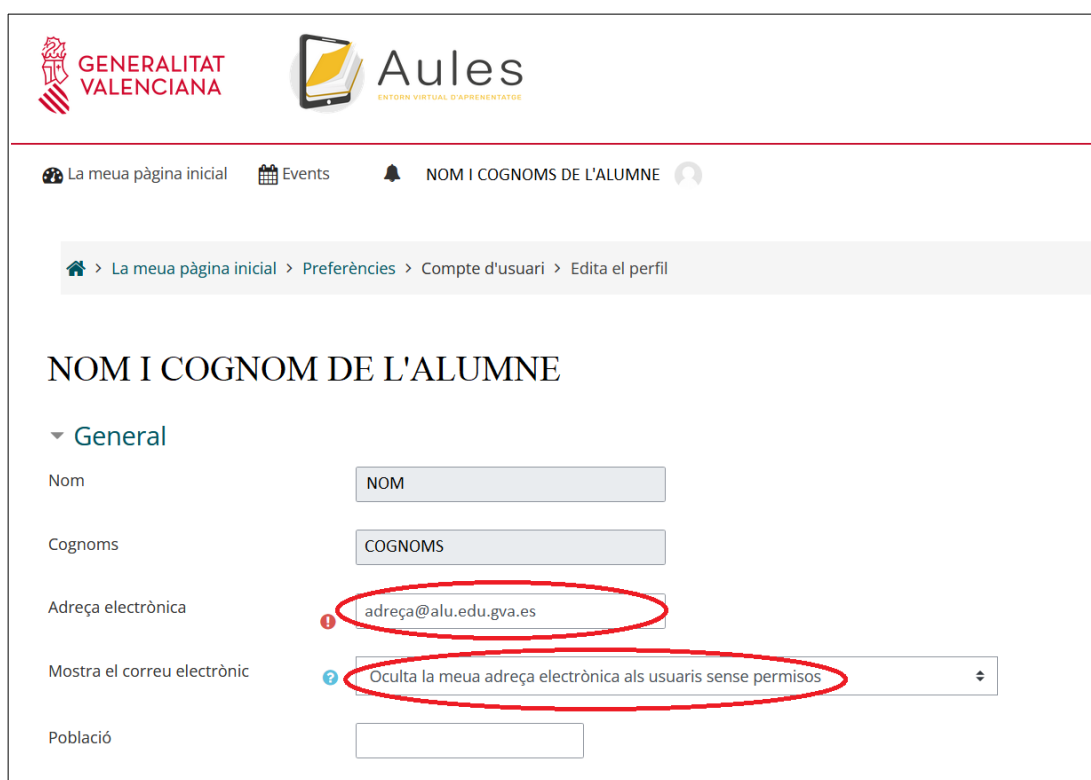 GENERALITAT
VALENCIANA
Aules
ENTORN VIRTUAL D'APRENENTATGE
La meua pàgina inicial Events NOM I COGNOMS DE L'ALUMNE
> La meua pàgina inicial > Preferències > Compte d'usuari > Edita el perfil
NOM I COGNOM DE L'ALUMNE
General
Nom NOM
Cognoms COGNOMS
Adreça electrònica ! adreça@alu.edu.gva.es
Mostra el correu electrònic ? Oculta la meua adreça electrònica als usuaris sense permisos
Població